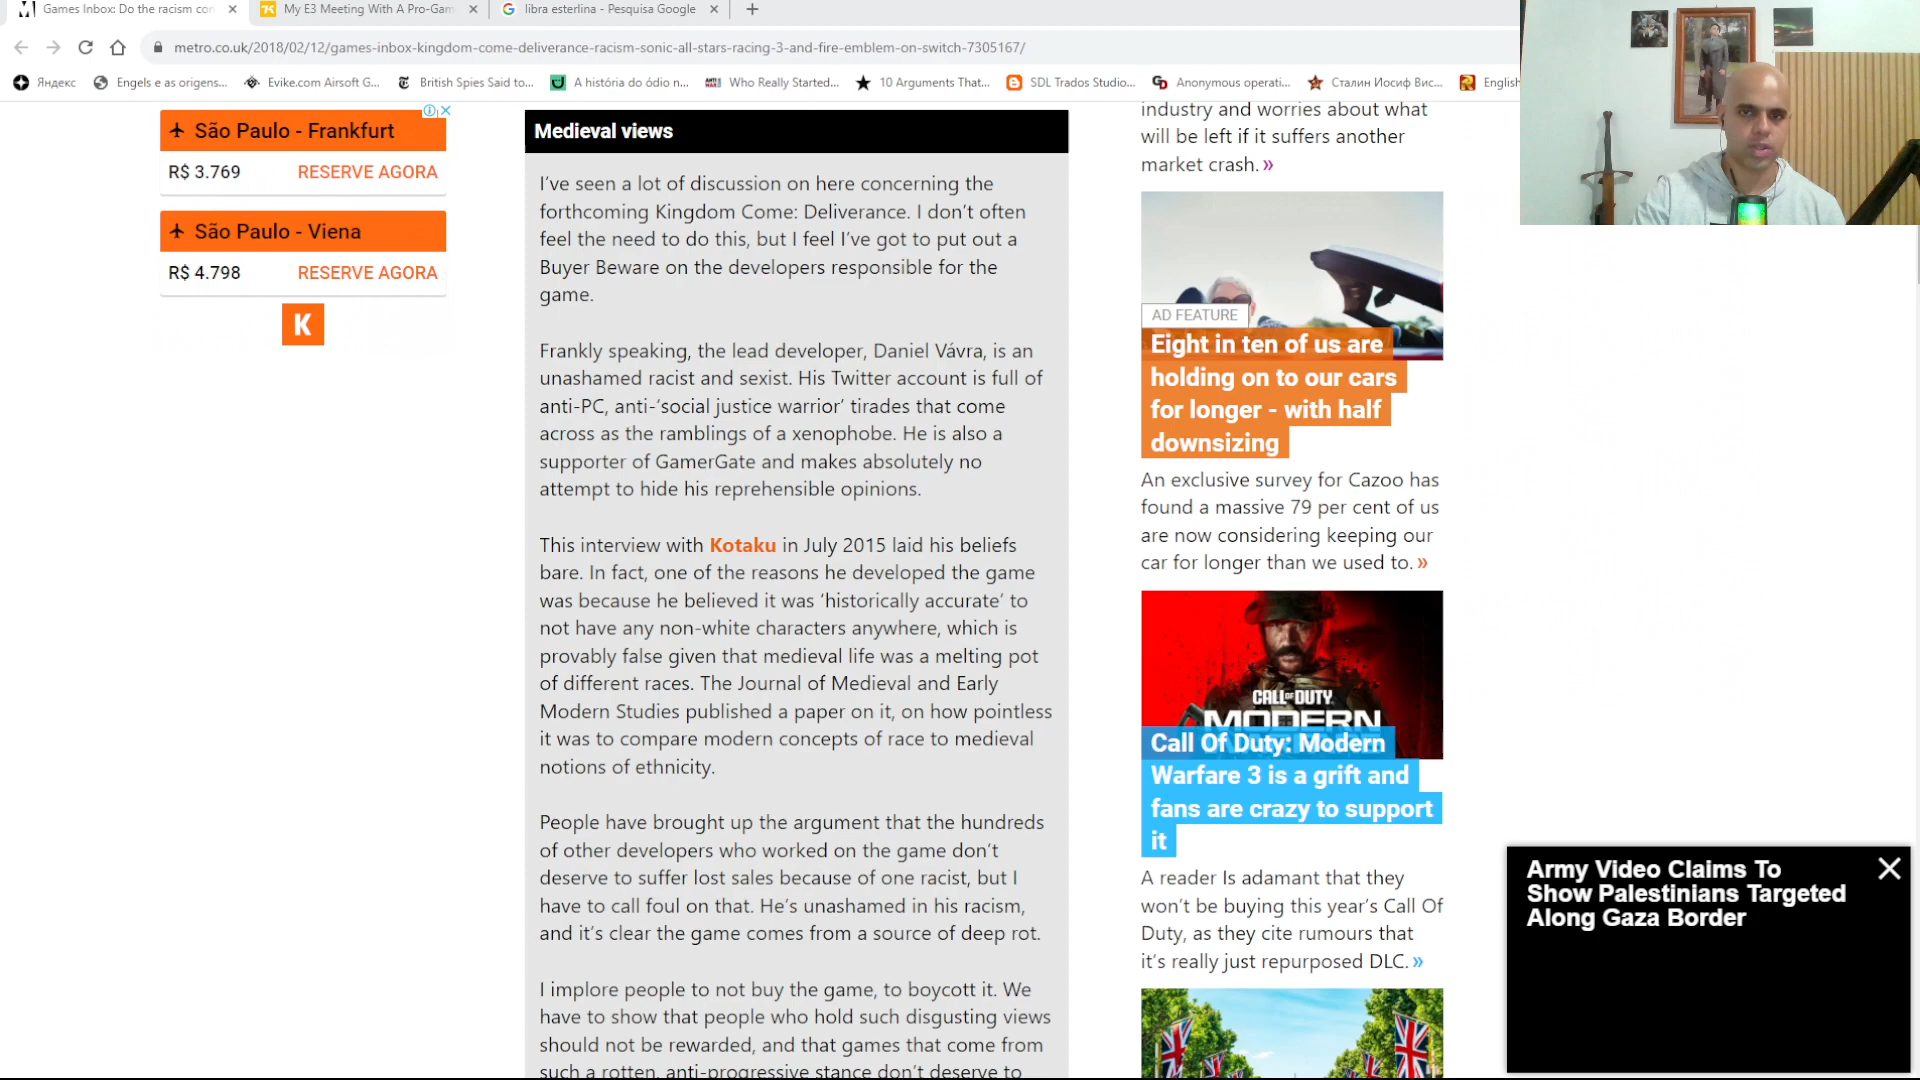 Games Inbox: Do the racism con
My E3 Meeting With A Pro-Gam
libra esterlina - Pesquisa Google
metro.co.uk/2018/02/12/games-inbox-kingdom-come-deliverance-racism-sonic-all-stars-racing-3-and-fire-emblem-on-switch-7305167/
Яндекс
Engels e as origens...
Evike.com Airsoft G...
British Spies Said to...
A história do ódio n...
Who Really Started...
10 Arguments That...
SDL Trados Studio...
Anonymous operati...
Сталин Иосиф Вис...
English
São Paulo - Frankfurt
R$ 3.769 RESERVE AGORA
São Paulo - Viena
R$ 4.798 RESERVE AGORA
K
Medieval views
I've seen a lot of discussion on here concerning the
forthcoming Kingdom Come: Deliverance. I don't often
feel the need to do this, but I feel I've got to put out a
Buyer Beware on the developers responsible for the
game.
Frankly speaking, the lead developer, Daniel Vávra, is an
unashamed racist and sexist. His Twitter account is full of
anti-PC, anti-'social justice warrior' tirades that come
across as the ramblings of a xenophobe. He is also a
supporter of GamerGate and makes absolutely no
attempt to hide his reprehensible opinions.
This interview with Kotaku in July 2015 laid his beliefs
bare. In fact, one of the reasons he developed the game
was because he believed it was 'historically accurate' to
not have any non-white characters anywhere, which is
provably false given that medieval life was a melting pot
of different races. The Journal of Medieval and Early
Modern Studies published a paper on it, on how pointless
it was to compare modern concepts of race to medieval
notions of ethnicity.
People have brought up the argument that the hundreds
of other developers who worked on the game don't
deserve to suffer lost sales because of one racist, but I
have to call foul on that. He's unashamed in his racism,
and it's clear the game comes from a source of deep rot.
I implore people to not buy the game, to boycott it. We
have to show that people who hold such disgusting views
should not be rewarded, and that games that come from
such a rotten, anti-progressive stance don't deserve to
industry and worries about what
will be left if it suffers another
market crash. »
AD FEATURE
Eight in ten of us are
holding on to our cars
for longer - with half
downsizing
An exclusive survey for Cazoo has
found a massive 79 per cent of us
are now considering keeping our
car for longer than we used to. »
CALL OF DUTY
MODERN
Call Of Duty: Modern
Warfare 3 is a grift and
fans are crazy to support
it
A reader Is adamant that they
won't be buying this year's Call Of
Duty, as they cite rumours that
it's really just repurposed DLC. »
Army Video Claims To
Show Palestinians Targeted
Along Gaza Border